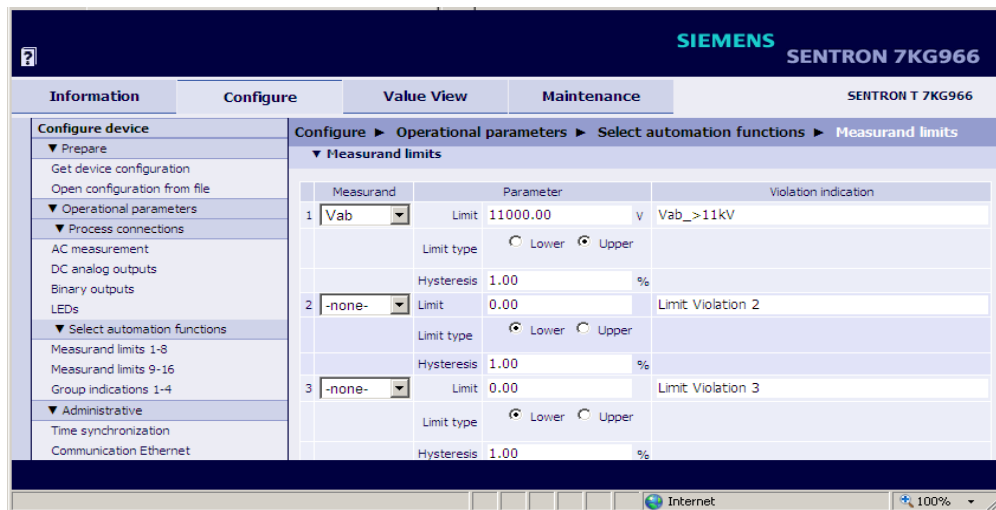 ?
SIEMENS
SENTRON 7KG966
Information Configure Value View Maintenance SENTRON T 7KG966
Configure device
▼ Prepare
Get device configuration
Open configuration from file
▼ Operational parameters
▼ Process connections
AC measurement
DC analog outputs
Binary outputs
LEDs
▼ Select automation functions
Measurand limits 1-8
Measurand limits 9-16
Group indications 1-4
▼ Administrative
Time synchronization
Communication Ethernet
Configure ► Operational parameters ► Select automation functions ► Measurand limits
▼ Measurand limits
Measurand Parameter Violation indication
1 Vab Limit 11000.00 V Vab_>11kV
Limit type Lower Upper
Hysteresis 1.00 %
2 -none- Limit 0.00 Limit Violation 2
Limit type Lower Upper
Hysteresis 1.00 %
3 -none- Limit 0.00 Limit Violation 3
Limit type Lower Upper
Hysteresis 1.00 %
Internet 100%